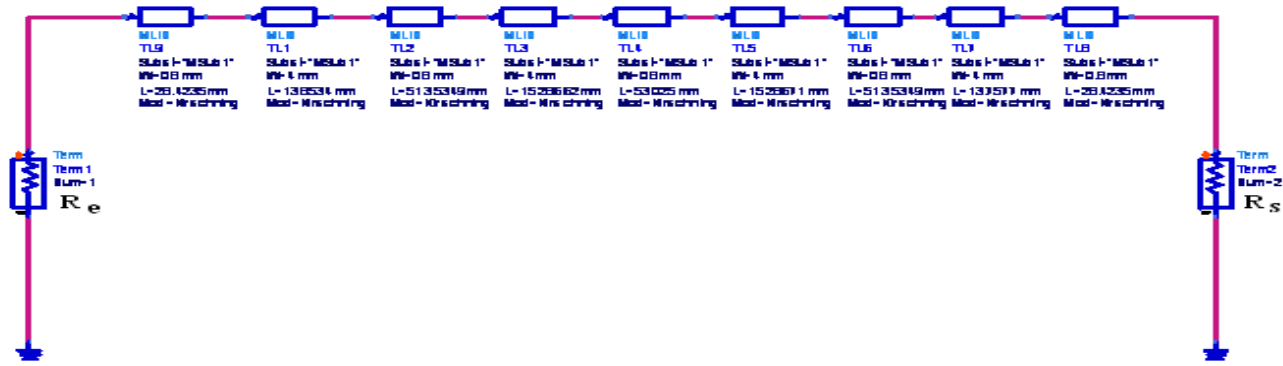 MLIN
TL9
Subst="MSub1"
W=0.8 mm
L=28.4235 mm
Mod=Kirschning
MLIN
TL1
Subst="MSub1"
W=4 mm
Mod=Kirschning
MLIN
TL2
Subst="MSub1"
W=0.8 mm
L=5.135349 mm
Mod=Kirschning
MLIN
TL3
Subst="MSub1"
W=4 mm
Mod=Kirschning
MLIN
TL4
Subst="MSub1"
W=0.8 mm
Mod=Kirschning
MLIN
TL5
Subst="MSub1"
W=4 mm
Mod=Kirschning
MLIN
TL6
Subst="MSub1"
W=0.8 mm
L=5.135349 mm
Mod=Kirschning
MLIN
TL7
Subst="MSub1"
W=4 mm
Mod=Kirschning
MLIN
TL8
Subst="MSub1"
W=0.8 mm
L=28.4235 mm
Mod=Kirschning
Term
Term1
Num=1
R e
Term
Term2
Num=2
R s